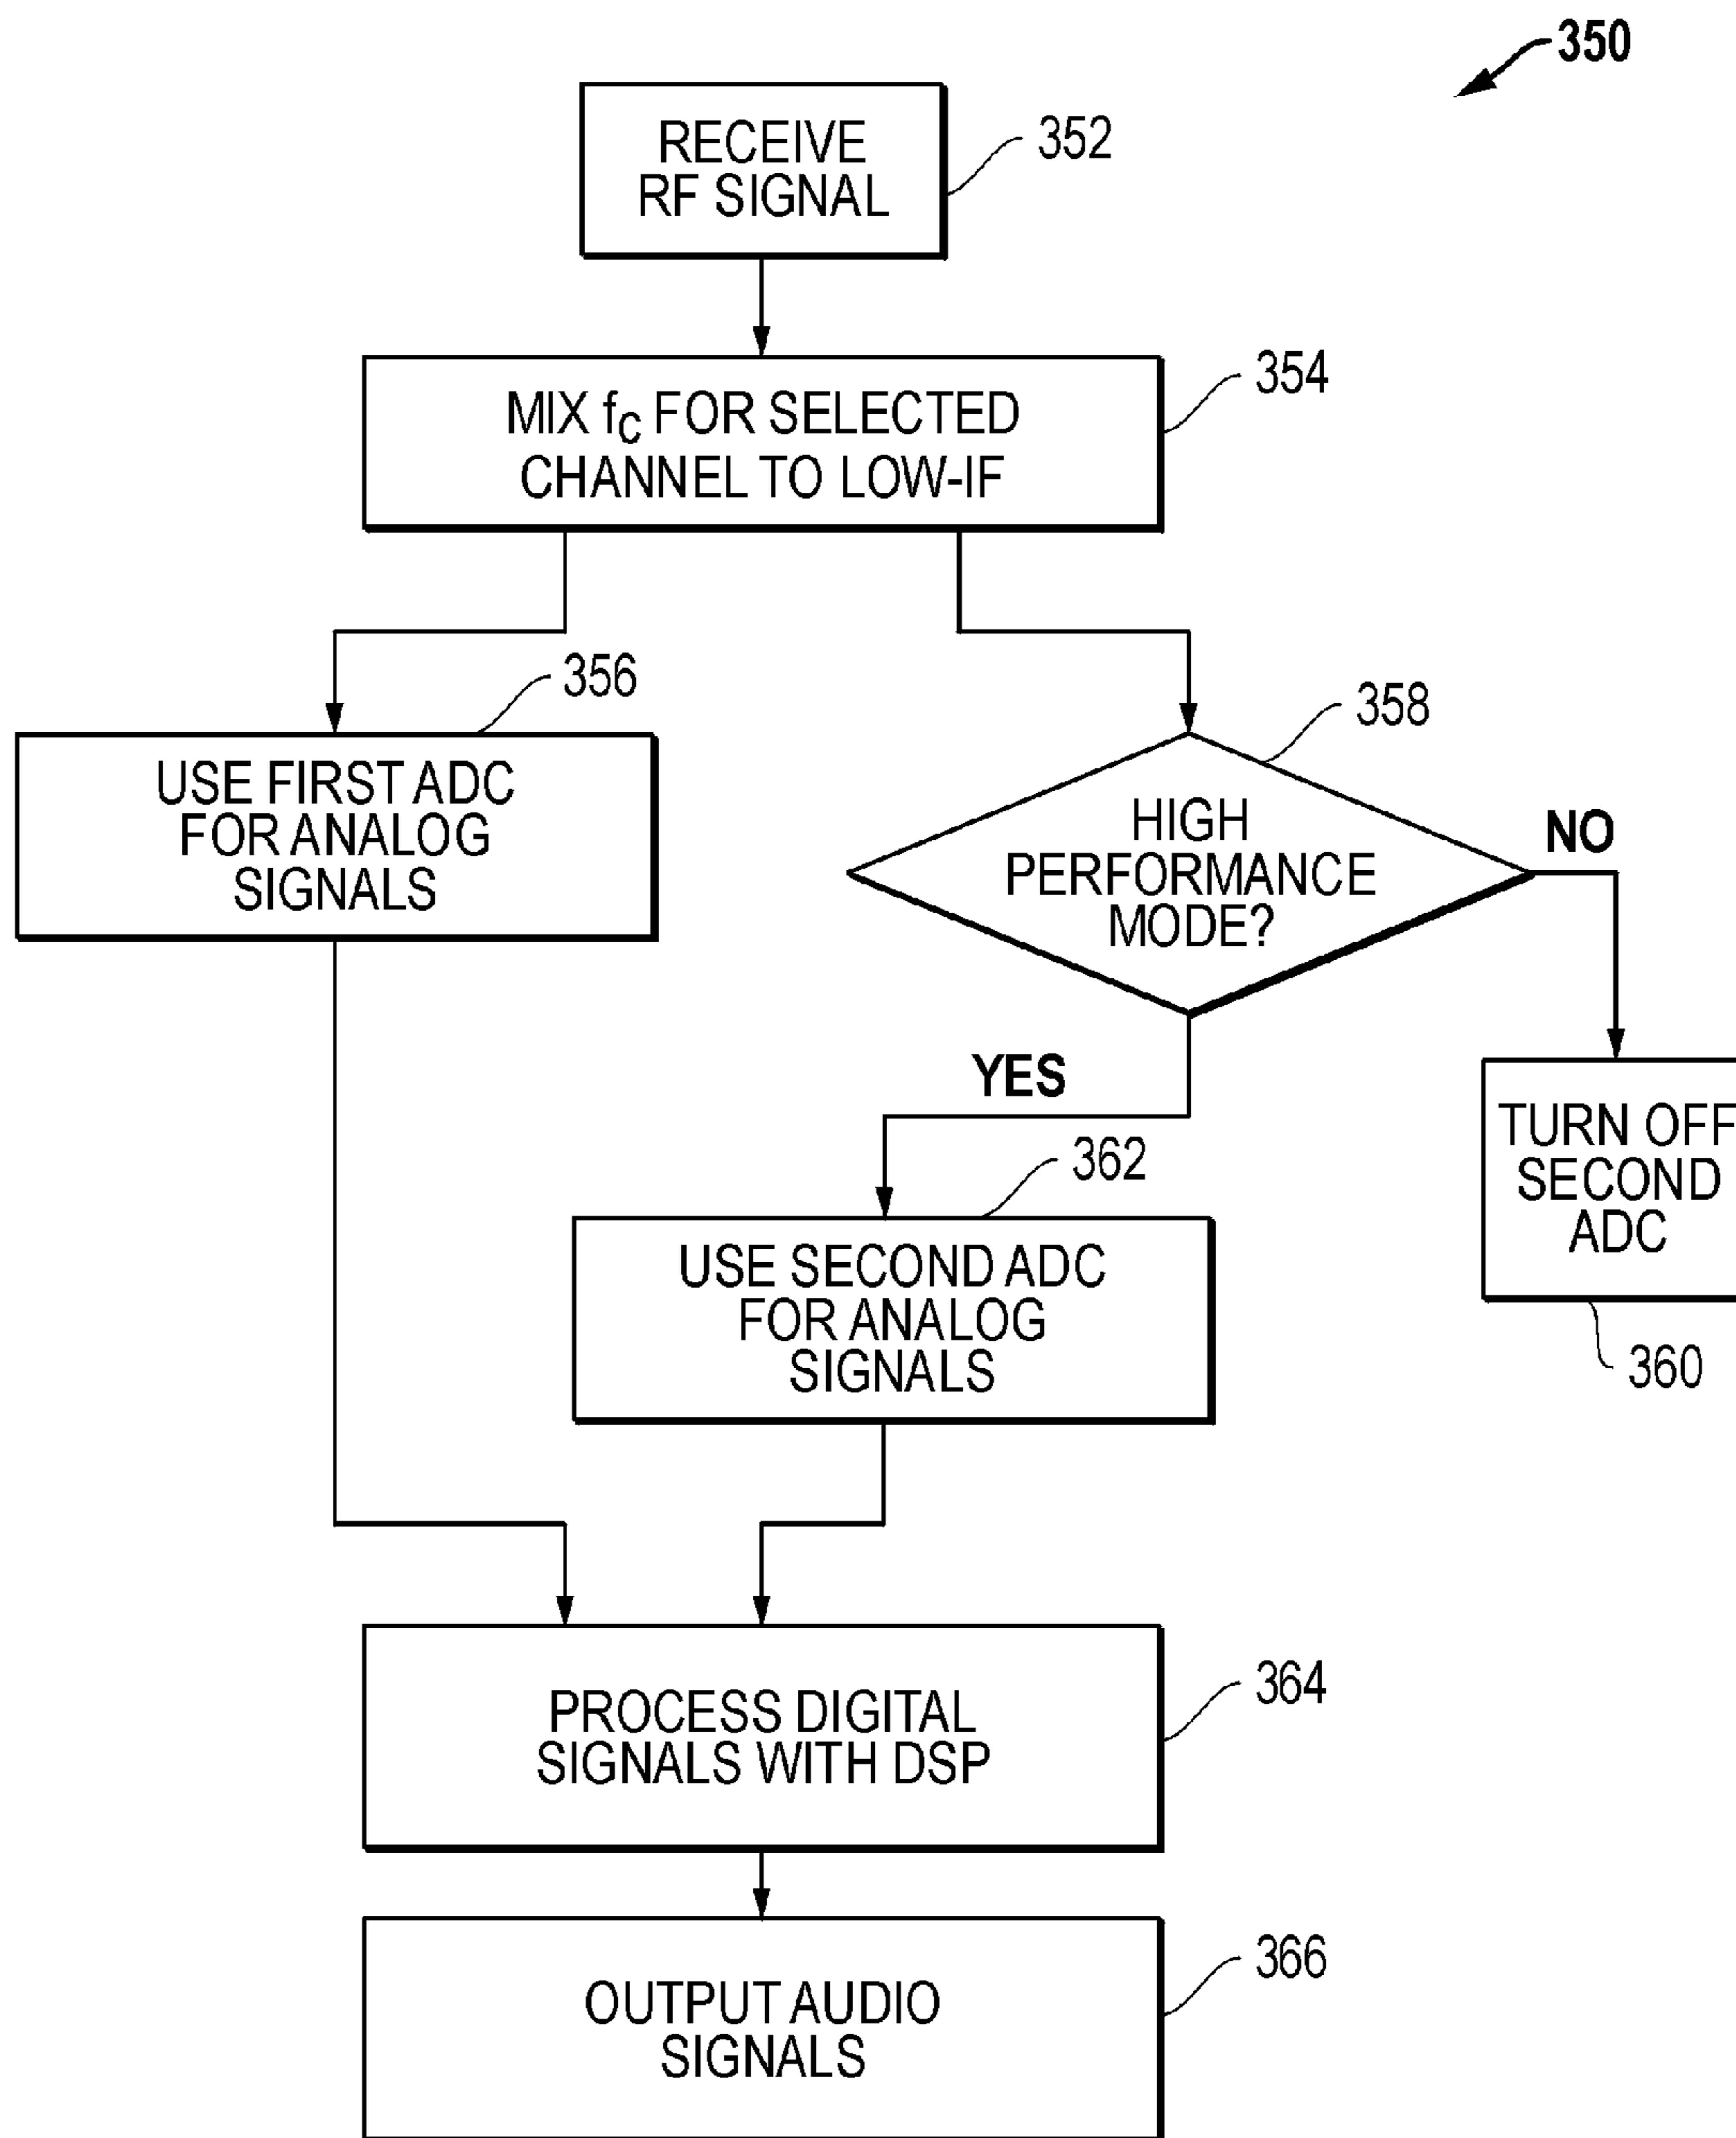 350
RECEIVE
RF SIGNAL
352
MIX fC FOR SELECTED
CHANNEL TO LOW-IF
354
356
USE FIRST ADC
FOR ANALOG
SIGNALS
358
HIGH
PERFORMANCE
MODE?
NO
YES
TURN OFF
SECOND
ADC
360
362
USE SECOND ADC
FOR ANALOG
SIGNALS
PROCESS DIGITAL
SIGNALS WITH DSP
364
OUTPUT AUDIO
SIGNALS
366